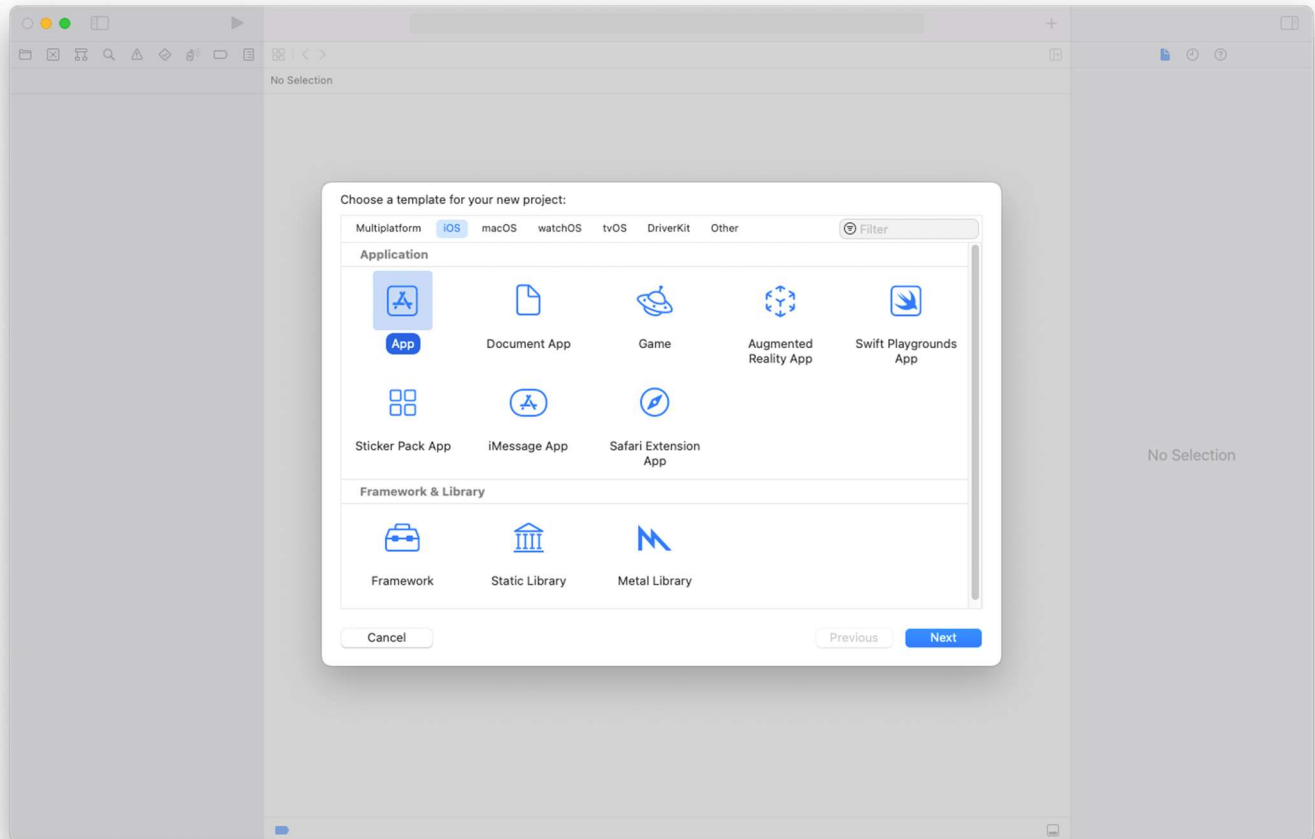 No Selection
Choose a template for your new project:
Multiplatform iOS macOS watchOS tvOS DriverKit Other Filter
Application
App Document App Game Augmented Reality App Swift Playgrounds App
Sticker Pack App iMessage App Safari Extension App
No Selection
Framework & Library
Framework Static Library Metal Library
Cancel Previous Next